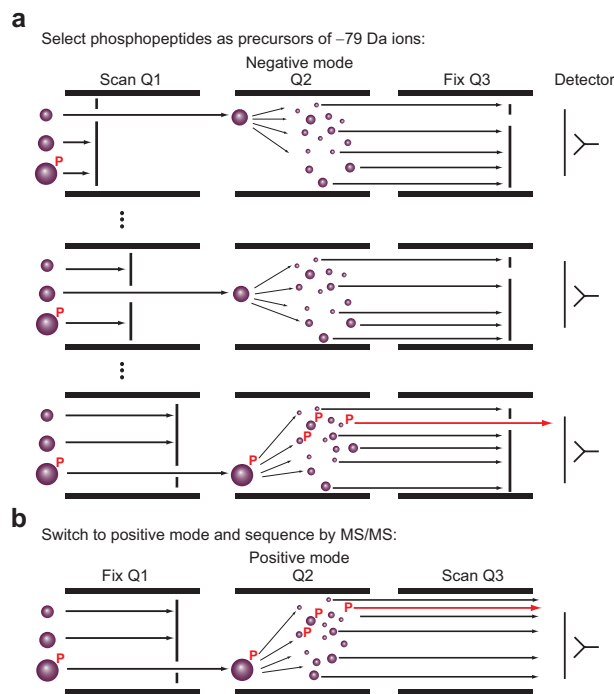 a
Select phosphopeptides as precursors of –79 Da ions:
Scan Q1
Negative mode
Q2
Fix Q3
Detector
P
P
P
P
P
P
P
P
b
Switch to positive mode and sequence by MS/MS:
Fix Q1
Positive mode
Q2
Scan Q3
P
P
P
P
P